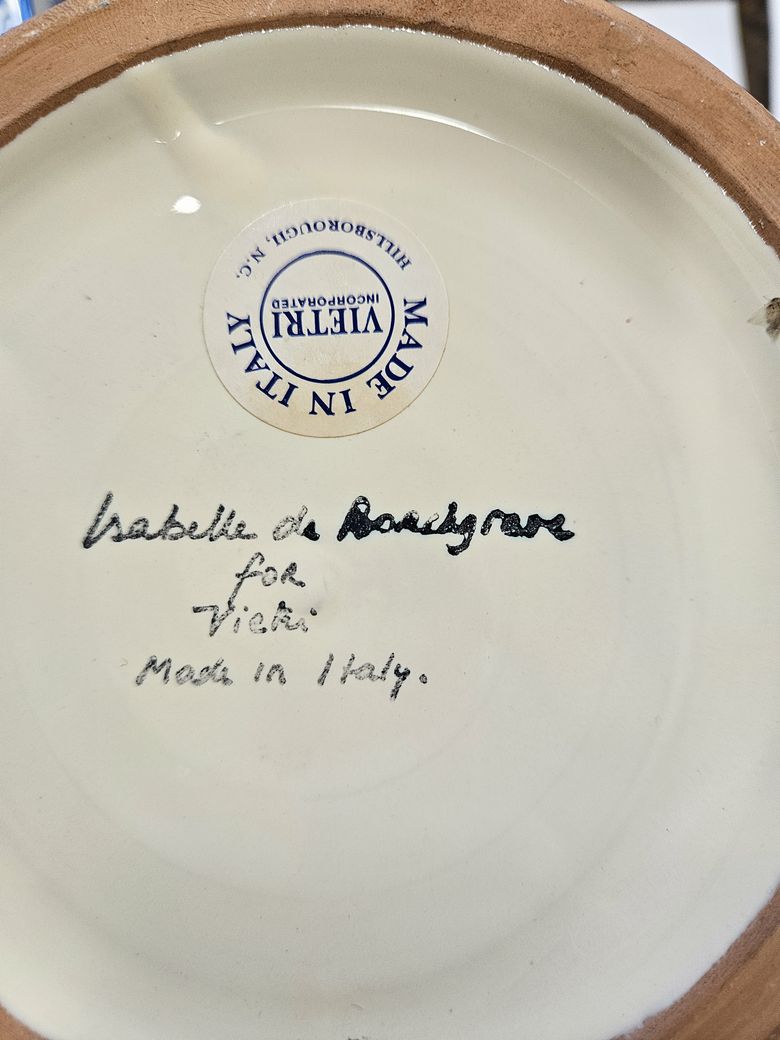 MADE IN ITALY
VIETRI
INCORPORATED
HILLSBOROUGH, N.C.
Isabelle de Borchgrave
for
Vietri
Made in Italy.